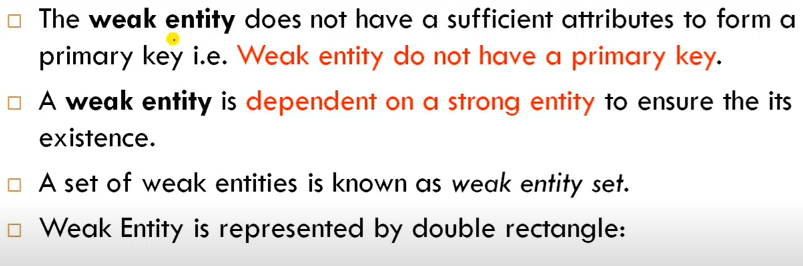 The weak entity does not have a sufficient attributes to form a
primary key i.e. Weak entity do not have a primary key.
A weak entity is dependent on a strong entity to ensure the its
existence.
A set of weak entities is known as weak entity set.
Weak Entity is represented by double rectangle: